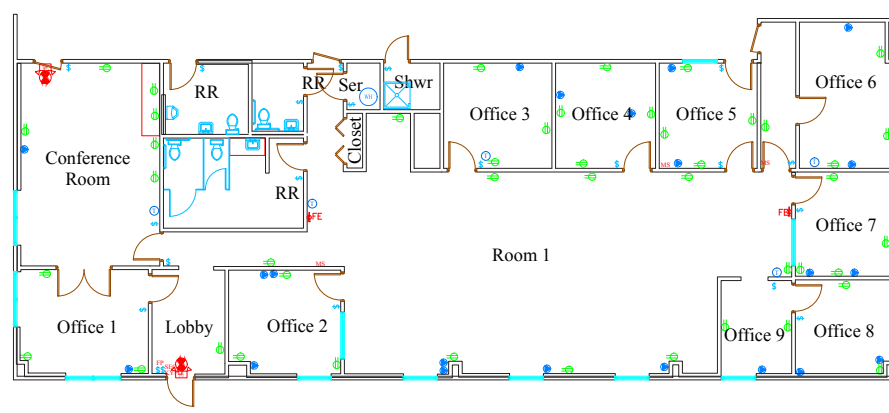 RR
RR
Ser
Shwr
WH
Office 3
Office 4
Office 5
Office 6
Closet
Conference
Room
RR
FE
MS
MS
FE
Office 7
Room 1
MS
Office 1
Lobby
Office 2
Office 9
Office 8
FP